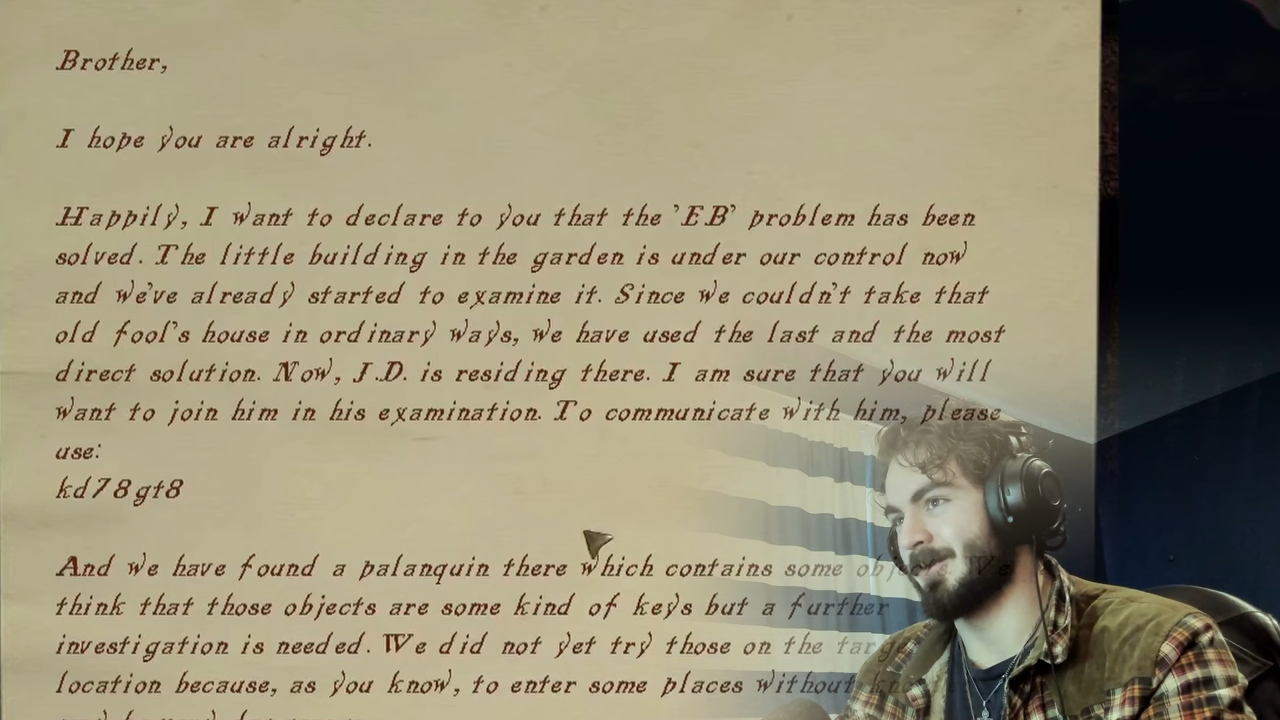 Brother,
I hope you are alright.
Happily, I want to declare to you that the 'EB' problem has been
solved. The little building in the garden is under our control now
and we've already started to examine it. Since we couldn't take that
old fool's house in ordinary ways, we have used the last and the most
direct solution. Now, J.D. is residing there. I am sure that you will
want to join him in his examination. To communicate with him, please
use:
kd78gt8
And we have found a palanquin there which contains some objects. We
think that those objects are some kind of keys but a further
investigation is needed. We did not yet try those on the target
location because, as you know, to enter some places without